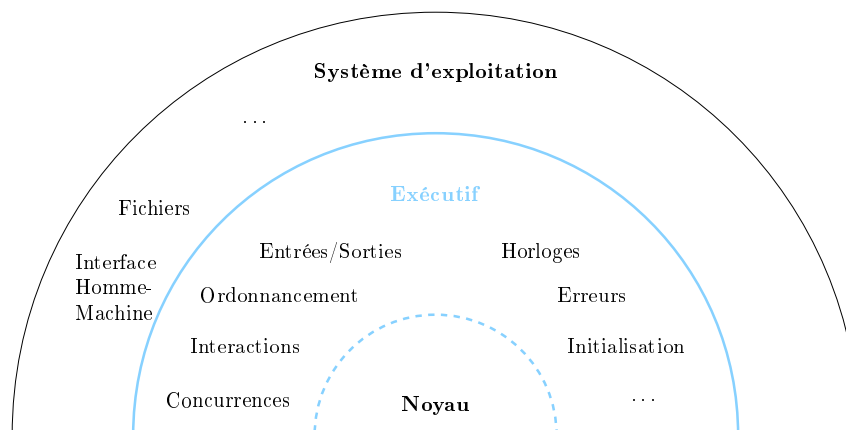 Système d'exploitation
...
Exécutif
Fichiers
Entrées/Sorties
Horloges
Interface
Homme-
Machine
Ordonnancement
Erreurs
Interactions
Initialisation
Concurrences
Noyau
...